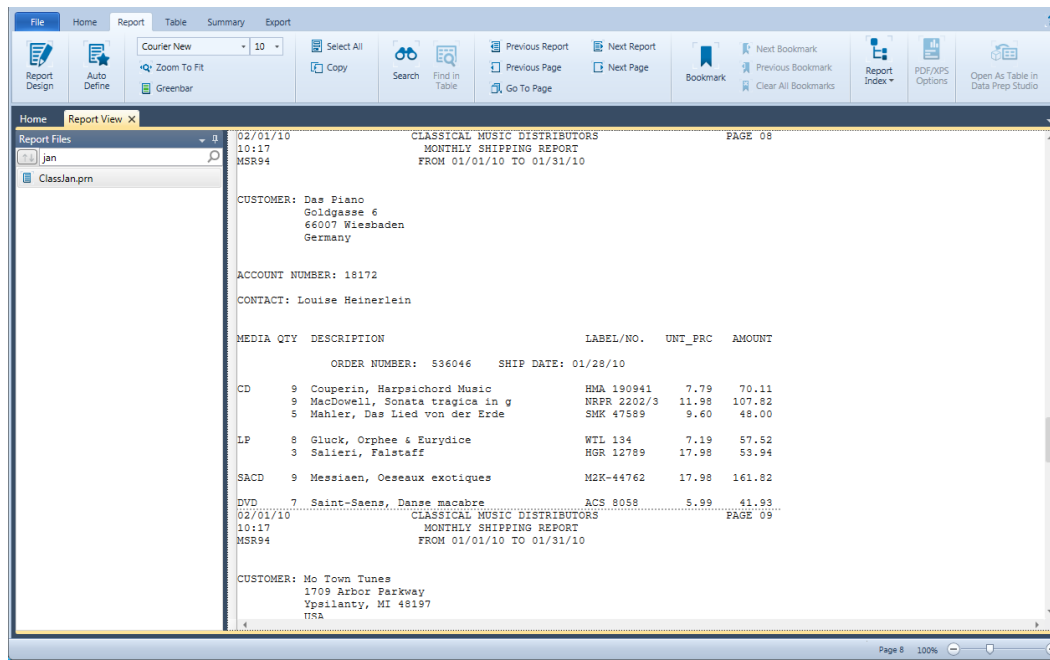 File Home Report Table Summary Export
Courier New 10 Select All Previous Report Next Report Next Bookmark
Zoom To Fit Copy Previous Page Next Page Previous Bookmark
Greenbar Go To Page Clear All Bookmarks
Report Design Auto Define Search Find in Table Bookmark Report Index PDF/XPS Options Open As Table in Data Prep Studio
Home Report View
Report Files
jan
ClassJan.prn
02/01/10 CLASSICAL MUSIC DISTRIBUTORS PAGE 08
10:17 MONTHLY SHIPPING REPORT
MSR94 FROM 01/01/10 TO 01/31/10
CUSTOMER: Das Piano
Goldgasse 6
66007 Wiesbaden
Germany
ACCOUNT NUMBER: 18172
CONTACT: Louise Heinerlein
MEDIA QTY DESCRIPTION LABEL/NO. UNT_PRC AMOUNT
ORDER NUMBER: 536046 SHIP DATE: 01/28/10
CD 9 Couperin, Harpsichord Music HMA 190941 7.79 70.11
9 MacDowell, Sonata tragica in g NRPR 2202/3 11.98 107.82
5 Mahler, Das Lied von der Erde SMK 47589 9.60 48.00
LP 8 Gluck, Orphee & Eurydice WTL 134 7.19 57.52
3 Salieri, Falstaff HGR 12789 17.98 53.94
SACD 9 Messiaen, Oeseaux exotiques M2K-44762 17.98 161.82
DVD 7 Saint-Saens, Danse macabre ACS 8058 5.99 41.93
02/01/10 CLASSICAL MUSIC DISTRIBUTORS PAGE 09
10:17 MONTHLY SHIPPING REPORT
MSR94 FROM 01/01/10 TO 01/31/10
CUSTOMER: Mo Town Tunes
1709 Arbor Parkway
Ypsilanty, MI 48197
USA
Page 8 100%